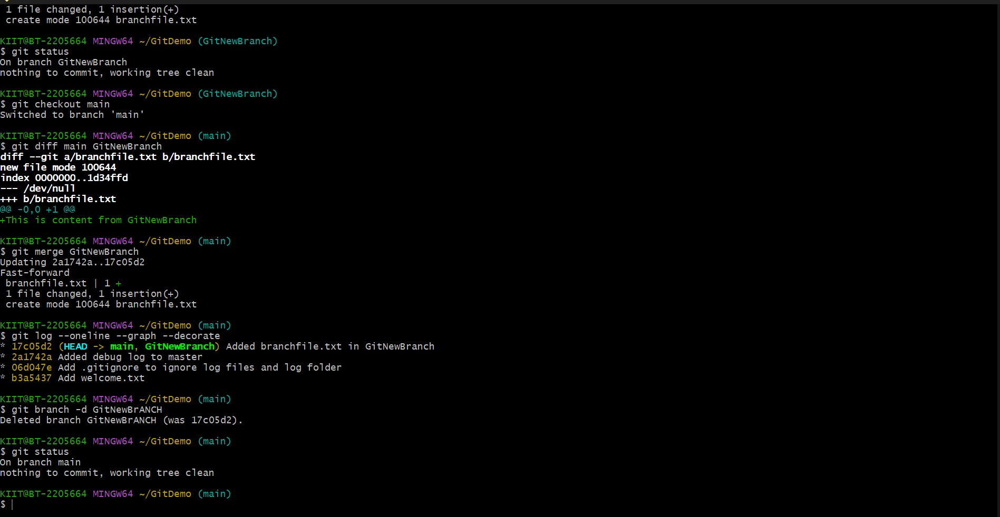 1 file changed, 1 insertion(+)
create mode 100644 branchfile.txt
KIIT@BT-2205664 MINGW64 ~/GitDemo (GitNewBranch)
$ git status
On branch GitNewBranch
nothing to commit, working tree clean
KIIT@BT-2205664 MINGW64 ~/GitDemo (GitNewBranch)
$ git checkout main
Switched to branch 'main'
KIIT@BT-2205664 MINGW64 ~/GitDemo (main)
$ git diff main GitNewBranch
diff --git a/branchfile.txt b/branchfile.txt
new file mode 100644
index 0000000..1d34ffd
--- /dev/null
+++ b/branchfile.txt
@@ -0,0 +1 @@
+This is content from GitNewBranch
KIIT@BT-2205664 MINGW64 ~/GitDemo (main)
$ git merge GitNewBranch
Updating 2a1742a..17c05d2
Fast-forward
branchfile.txt | 1 +
1 file changed, 1 insertion(+)
create mode 100644 branchfile.txt
KIIT@BT-2205664 MINGW64 ~/GitDemo (main)
$ git log --oneline --graph --decorate
* 17c05d2 (HEAD -> main, GitNewBranch) Added branchfile.txt in GitNewBranch
* 2a1742a Added debug log to master
* 06d047e Add .gitignore to ignore log files and log folder
* b3a5437 Add welcome.txt
KIIT@BT-2205664 MINGW64 ~/GitDemo (main)
$ git branch -d GitNewBrANCH
Deleted branch GitNewBrANCH (was 17c05d2).
KIIT@BT-2205664 MINGW64 ~/GitDemo (main)
$ git status
On branch main
nothing to commit, working tree clean
KIIT@BT-2205664 MINGW64 ~/GitDemo (main)
$